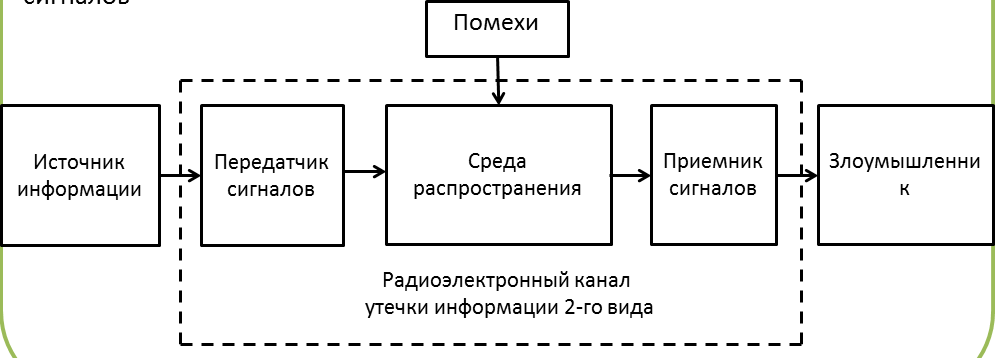 сигналов
Помехи
Источник
информации
Передатчик
сигналов
Среда
распространения
Приемник
сигналов
Злоумышленни
к
Радиоэлектронный канал
утечки информации 2-го вида